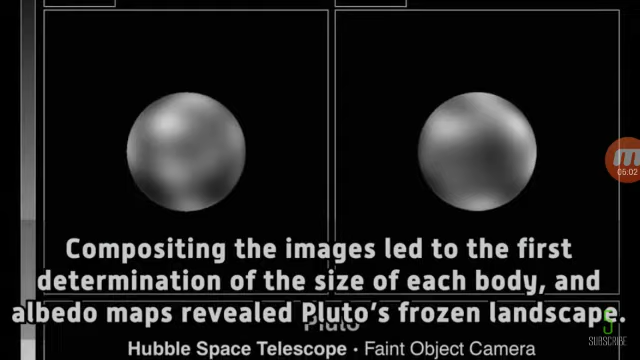 Compositing the images led to the first
determination of the size of each body, and
albedo maps revealed Pluto's frozen landscape.
Pluto
Hubble Space Telescope • Faint Object Camera
05:02
SUBSCRIBE